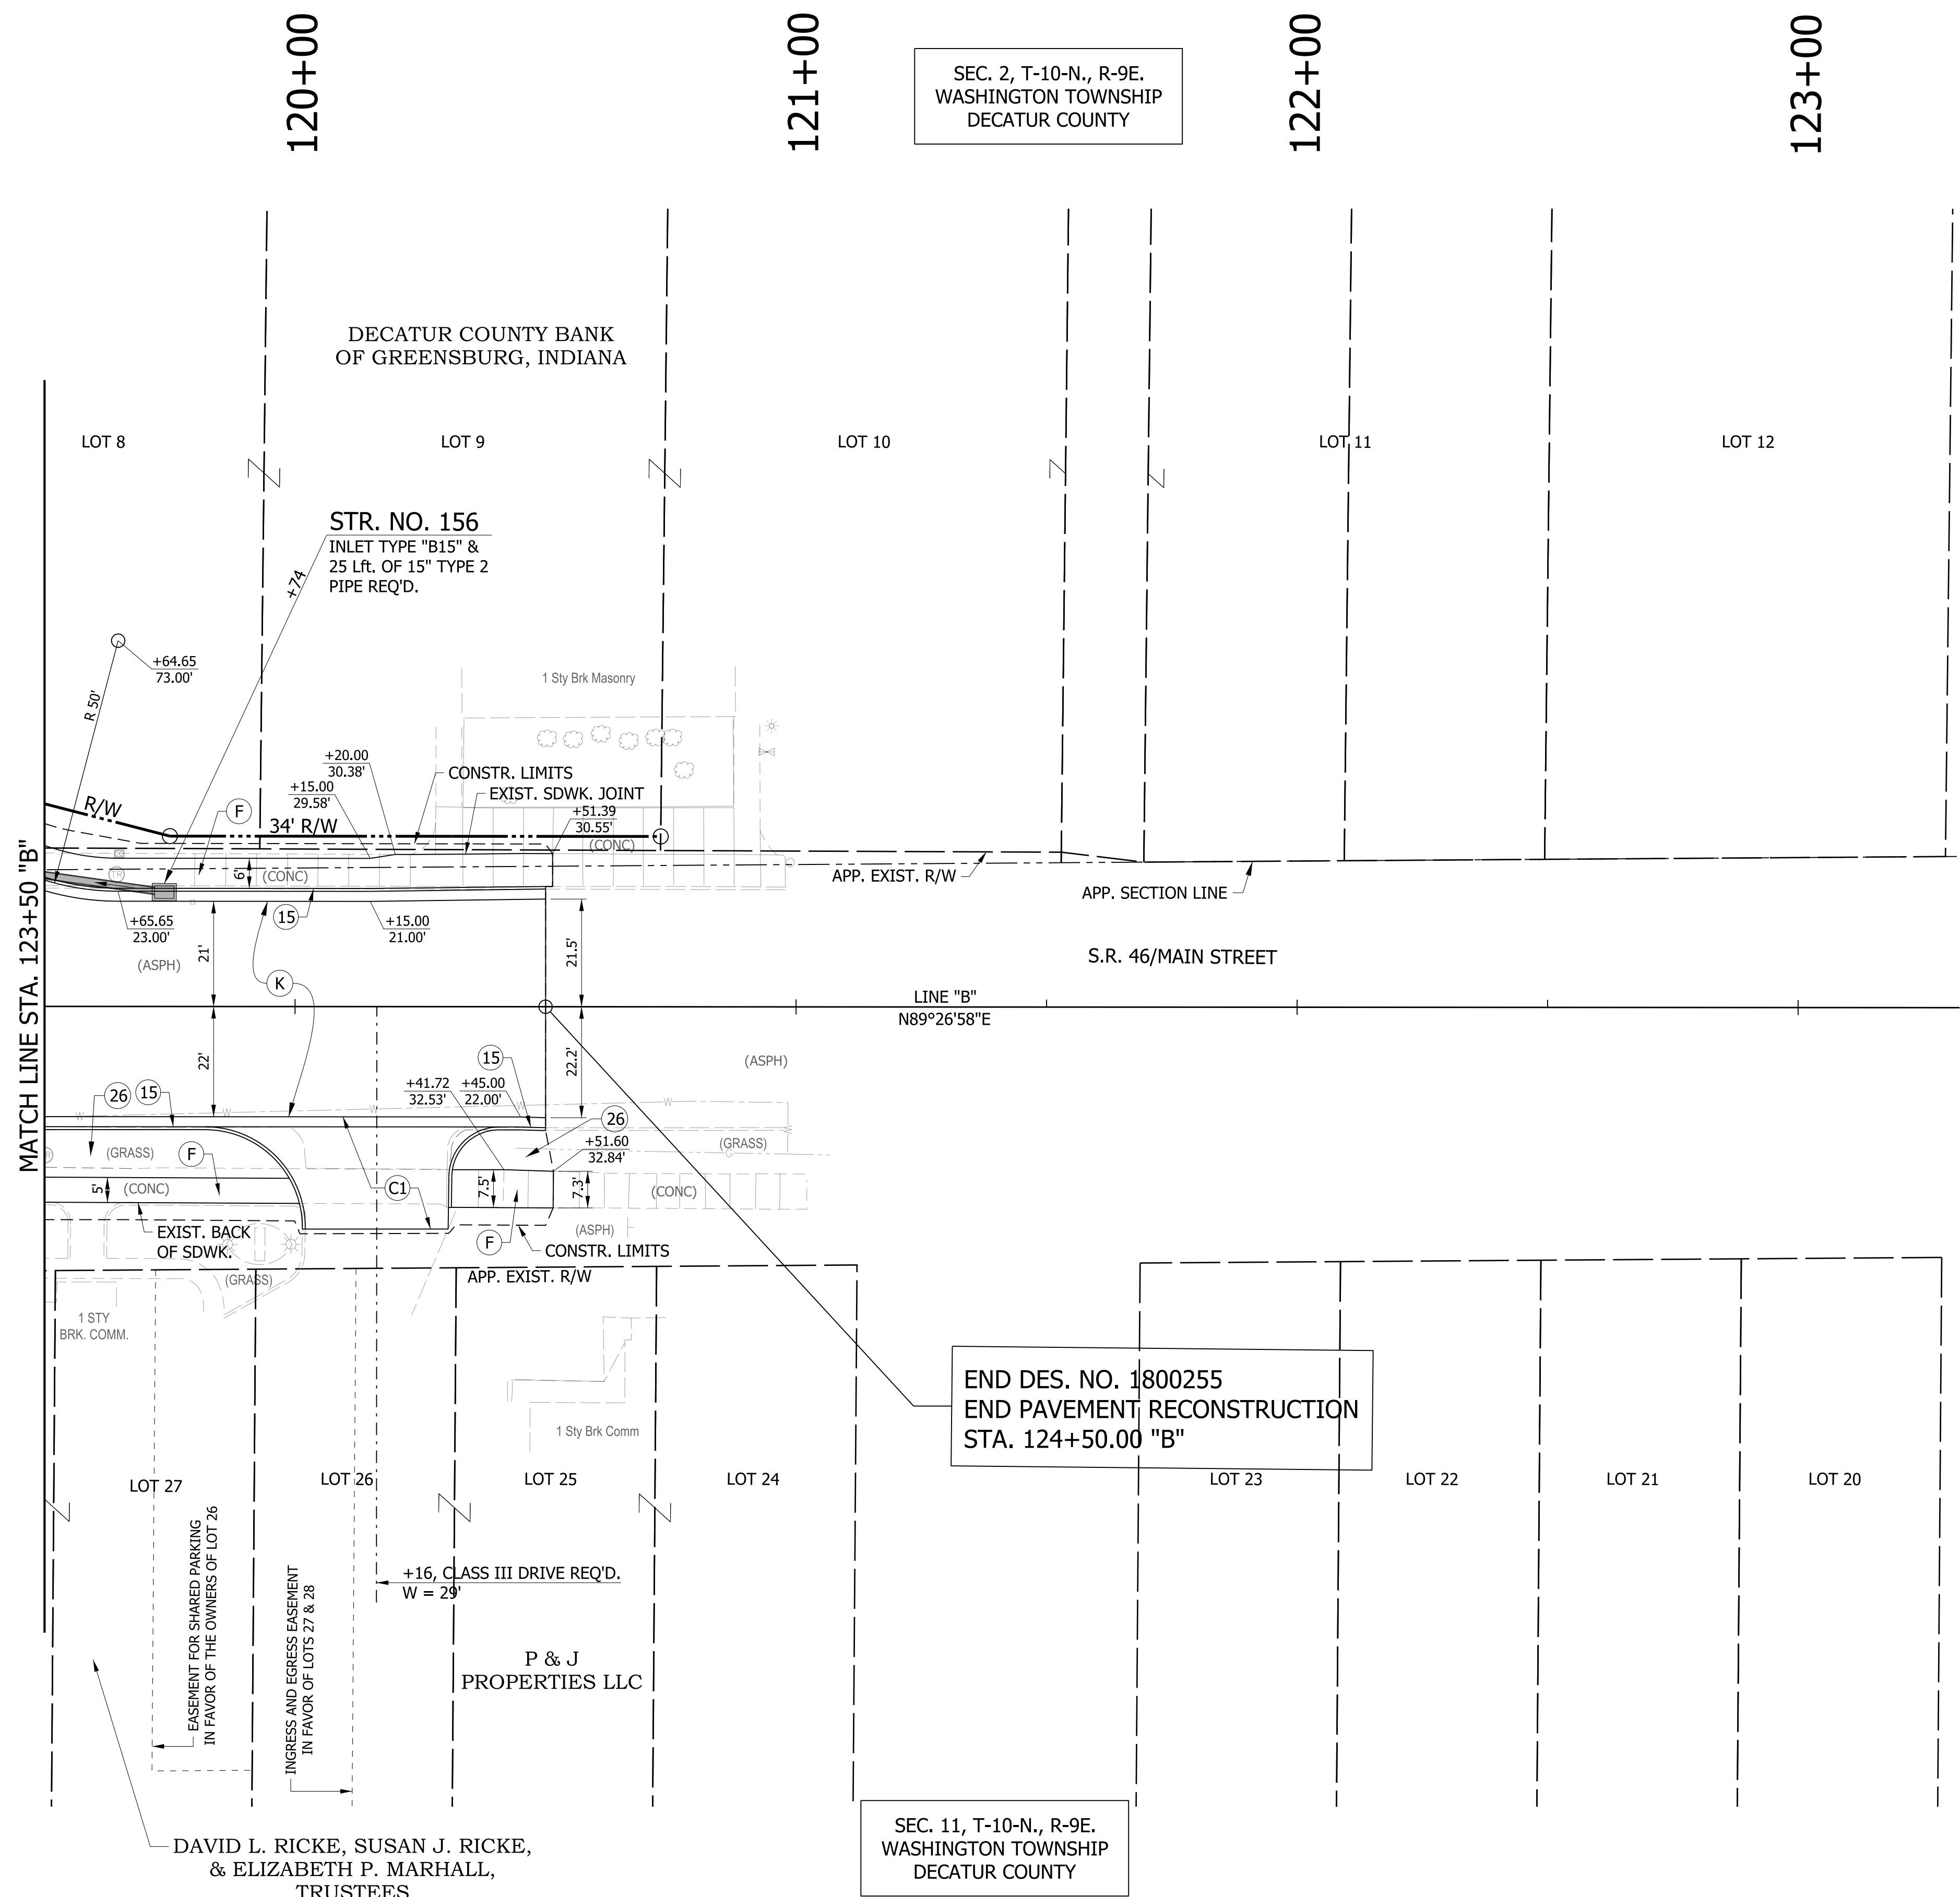 120+00
121+00
122+00
123+00
SEC. 2, T-10-N., R-9E.
WASHINGTON TOWNSHIP
DECATUR COUNTY
DECATUR COUNTY BANK
OF GREENSBURG, INDIANA
LOT 8
LOT 9
LOT 10
LOT 11
LOT 12
STR. NO. 156
INLET TYPE "B15" &
25 Lft. OF 15" TYPE 2
PIPE REQ'D.
+74
+64.65
73.00'
R 50'
1 Sty Brk Masonry
+20.00
30.38'
CONSTR. LIMITS
+15.00
29.58'
EXIST. SDWK. JOINT
+51.39
30.55'
R/W
F
34' R/W
(CONC)
TR
6'
(CONC)
APP. EXIST. R/W
APP. SECTION LINE
15
+65.65
23.00'
+15.00
21.00'
21'
21.5'
(ASPH)
S.R. 46/MAIN STREET
K
MATCH LINE STA. 123+50 "B"
LINE "B"
N89°26'58"E
22'
15
22.2'
(ASPH)
+41.72
32.53'
+45.00
22.00'
26
15
W
W
W
W
W
W
26
(GRASS)
+51.60
32.84'
(GRASS)
G
F
5'
(CONC)
C1
7.5'
7.3'
(CONC)
EXIST. BACK
OF SDWK.
F
(ASPH)
CONSTR. LIMITS
(GRASS)
APP. EXIST. R/W
1 STY
BRK. COMM.
END DES. NO. 1800255
END PAVEMENT RECONSTRUCTION
STA. 124+50.00 "B"
1 Sty Brk Comm
LOT 27
LOT 26
LOT 25
LOT 24
LOT 23
LOT 22
LOT 21
LOT 20
EASEMENT FOR SHARED PARKING
IN FAVOR OF THE OWNERS OF LOT 26
INGRESS AND EGRESS EASEMENT
IN FAVOR OF LOTS 27 & 28
+16, CLASS III DRIVE REQ'D.
W = 29'
P & J
PROPERTIES LLC
SEC. 11, T-10-N., R-9E.
WASHINGTON TOWNSHIP
DECATUR COUNTY
DAVID L. RICKE, SUSAN J. RICKE,
& ELIZABETH P. MARHALL,
TRUSTEES